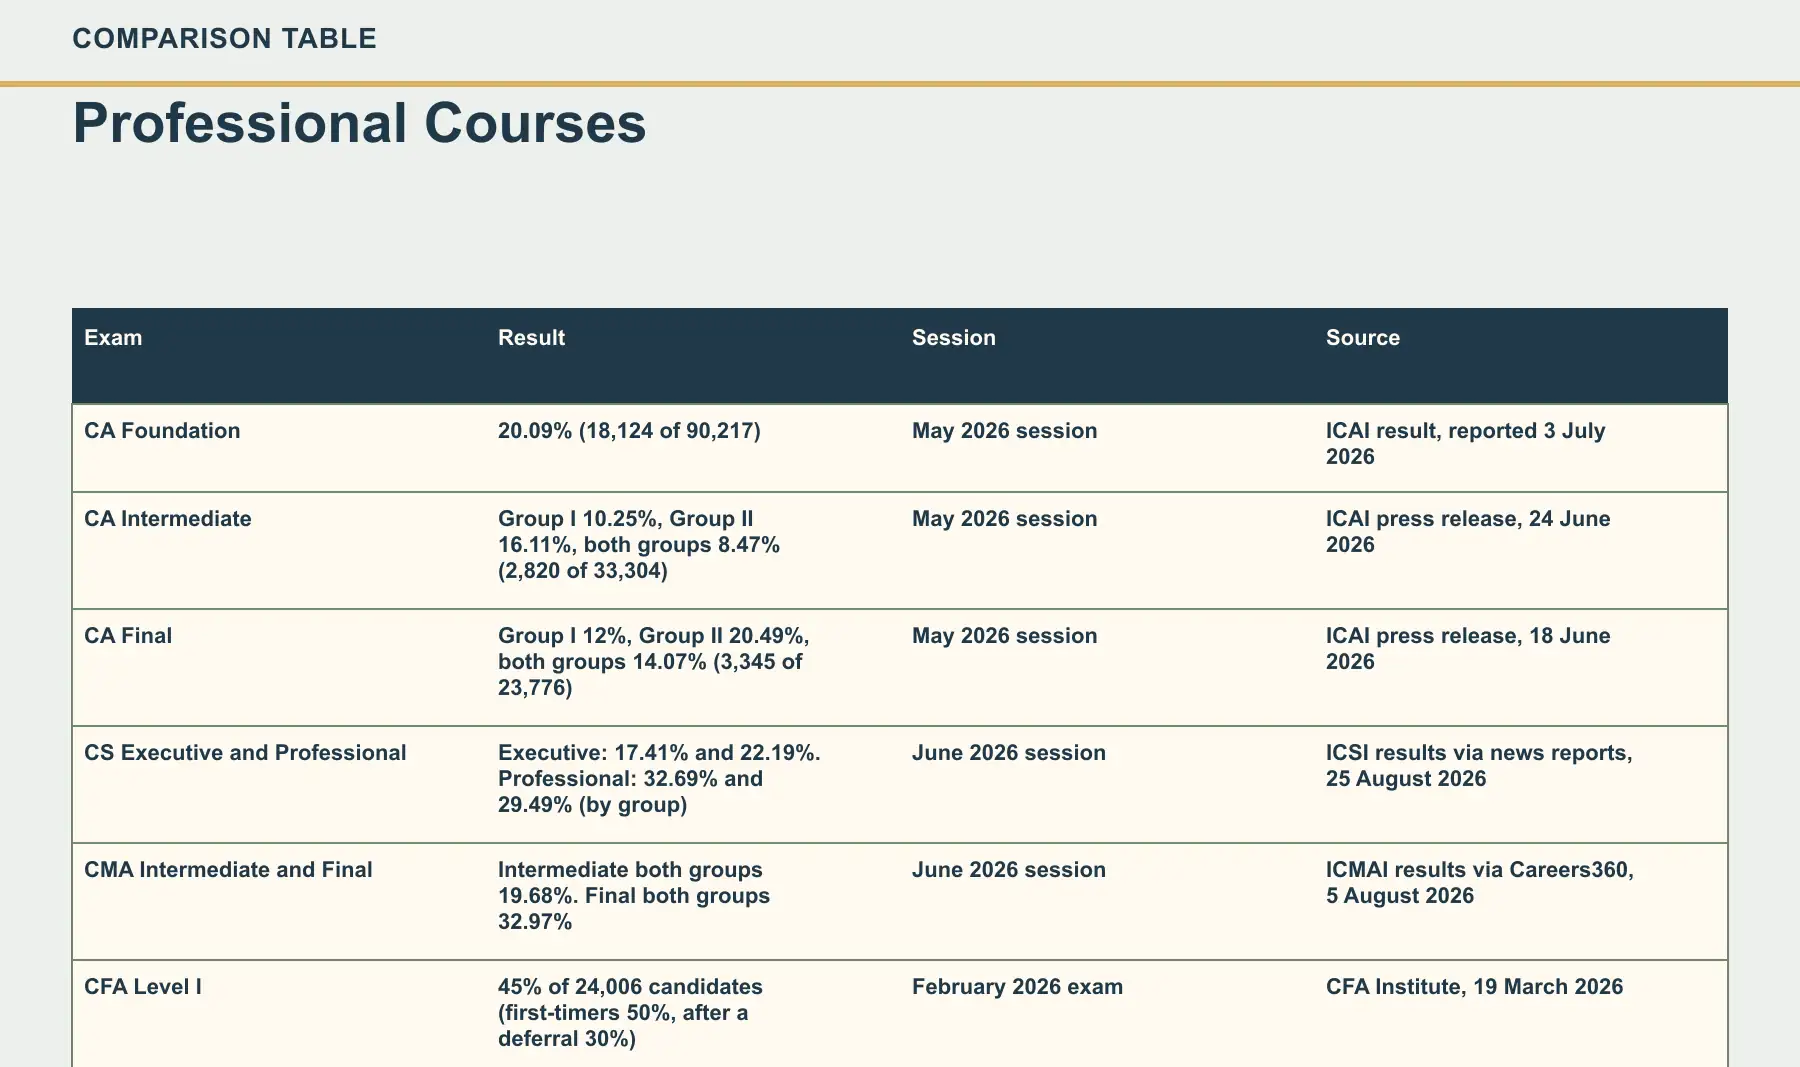 COMPARISON TABLE
Professional Courses
Exam Result Session Source
CA Foundation 20.09% (18,124 of 90,217) May 2026 session ICAI result, reported 3 July
2026
CA Intermediate Group I 10.25%, Group II May 2026 session ICAI press release, 24 June
16.11%, both groups 8.47% 2026
(2,820 of 33,304)
CA Final Group I 12%, Group II 20.49%, May 2026 session ICAI press release, 18 June
both groups 14.07% (3,345 of 2026
23,776)
CS Executive and Professional Executive: 17.41% and 22.19%. June 2026 session ICSI results via news reports,
Professional: 32.69% and 25 August 2026
29.49% (by group)
CMA Intermediate and Final Intermediate both groups June 2026 session ICMAI results via Careers360,
19.68%. Final both groups 5 August 2026
32.97%
CFA Level I 45% of 24,006 candidates February 2026 exam CFA Institute, 19 March 2026
(first-timers 50%, after a
deferral 30%)